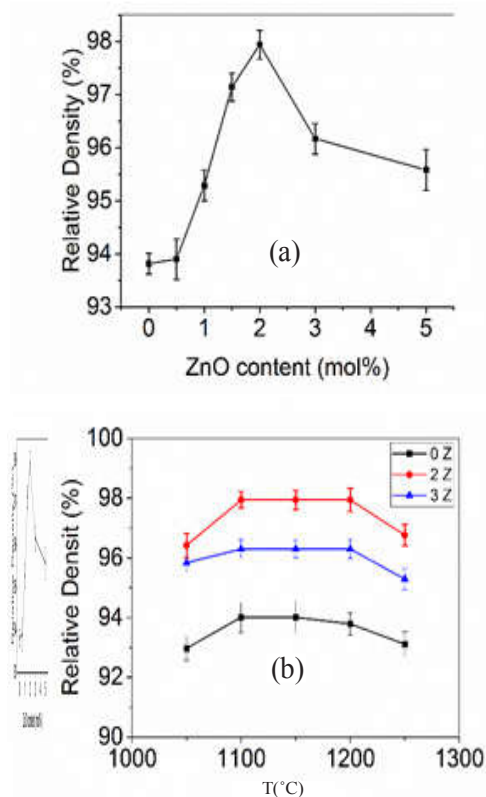 98
97
96
95
94
93
Relative Density (%)
(a)
0 1 2 3 4 5
ZnO content (mol%)
100
98
96
94
92
90
Relative Densit (%)
0 Z
2 Z
3 Z
(b)
1000 1100 1200 1300
T(°C)